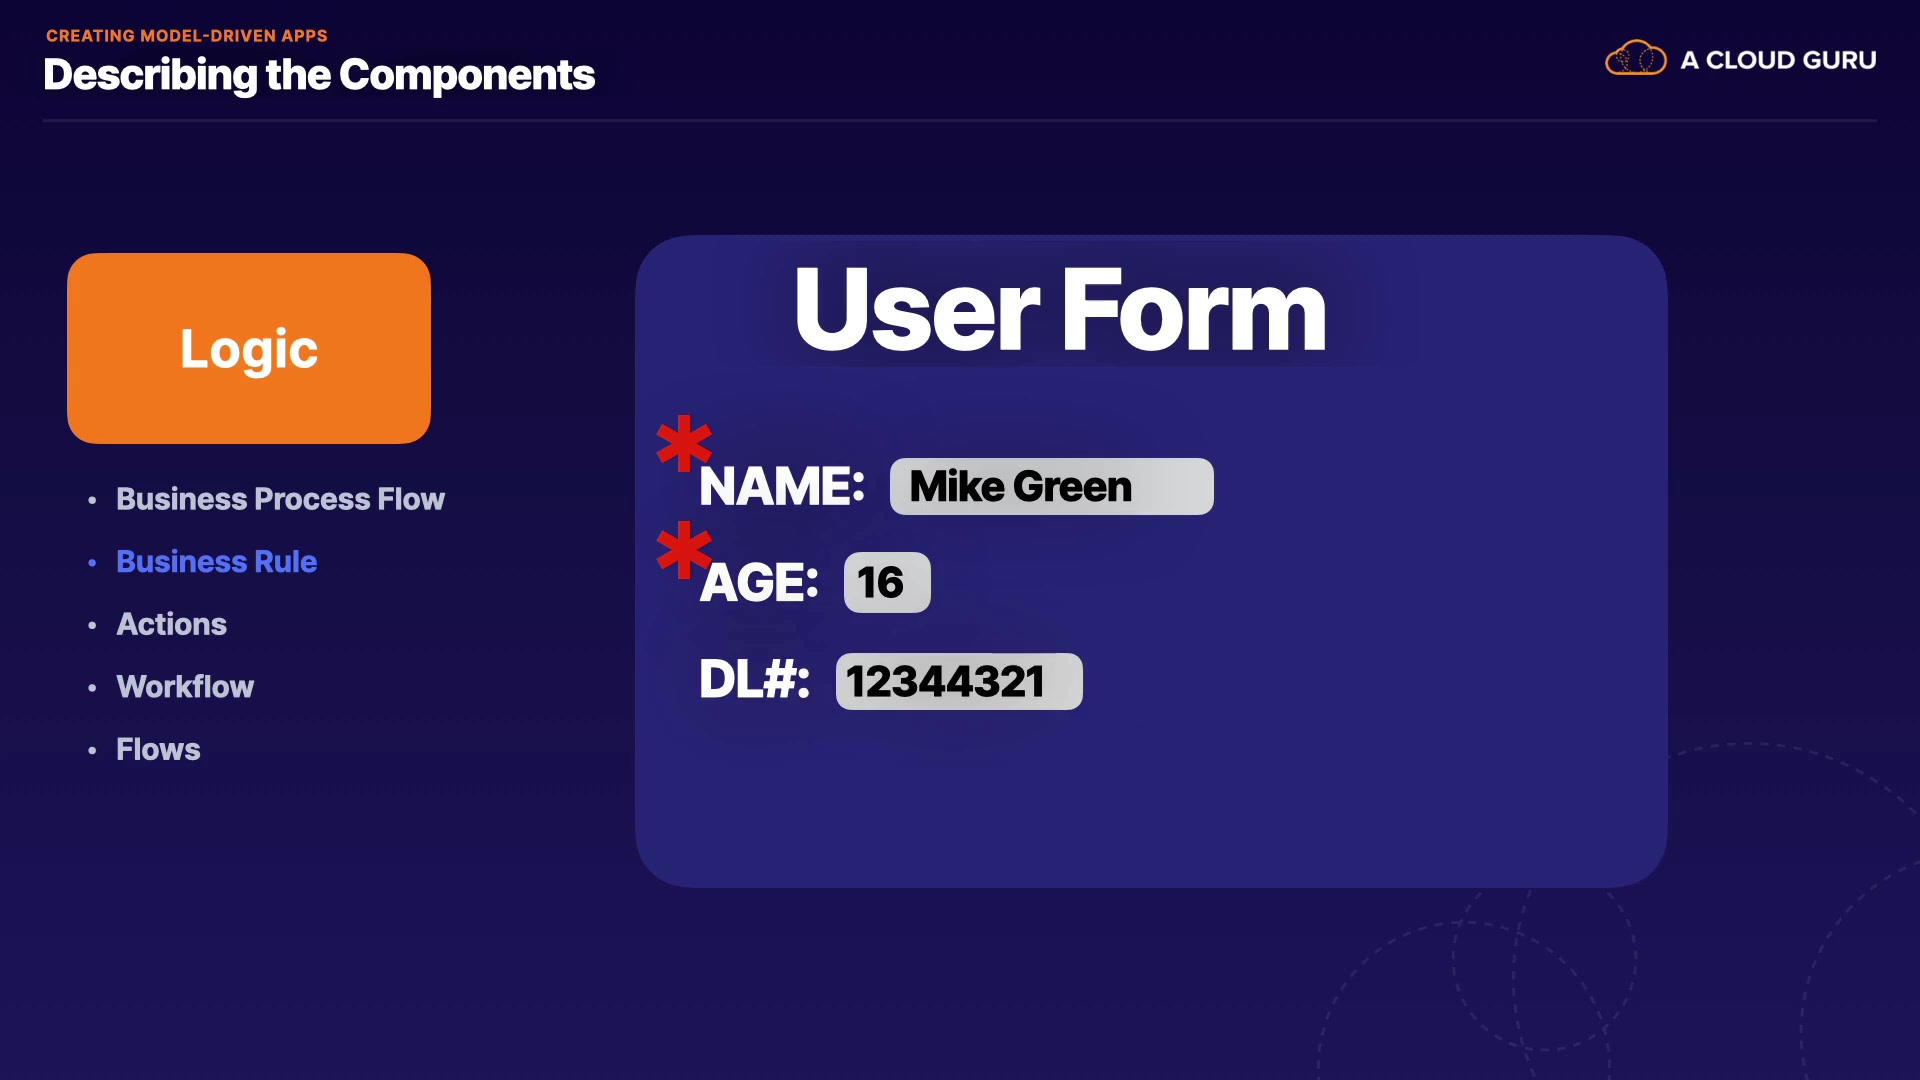 CREATING MODEL-DRIVEN APPS
Describing the Components
A CLOUD GURU
Logic
• Business Process Flow
• Business Rule
• Actions
• Workflow
• Flows
User Form
* NAME: Mike Green
* AGE: 16
DL#: 12344321